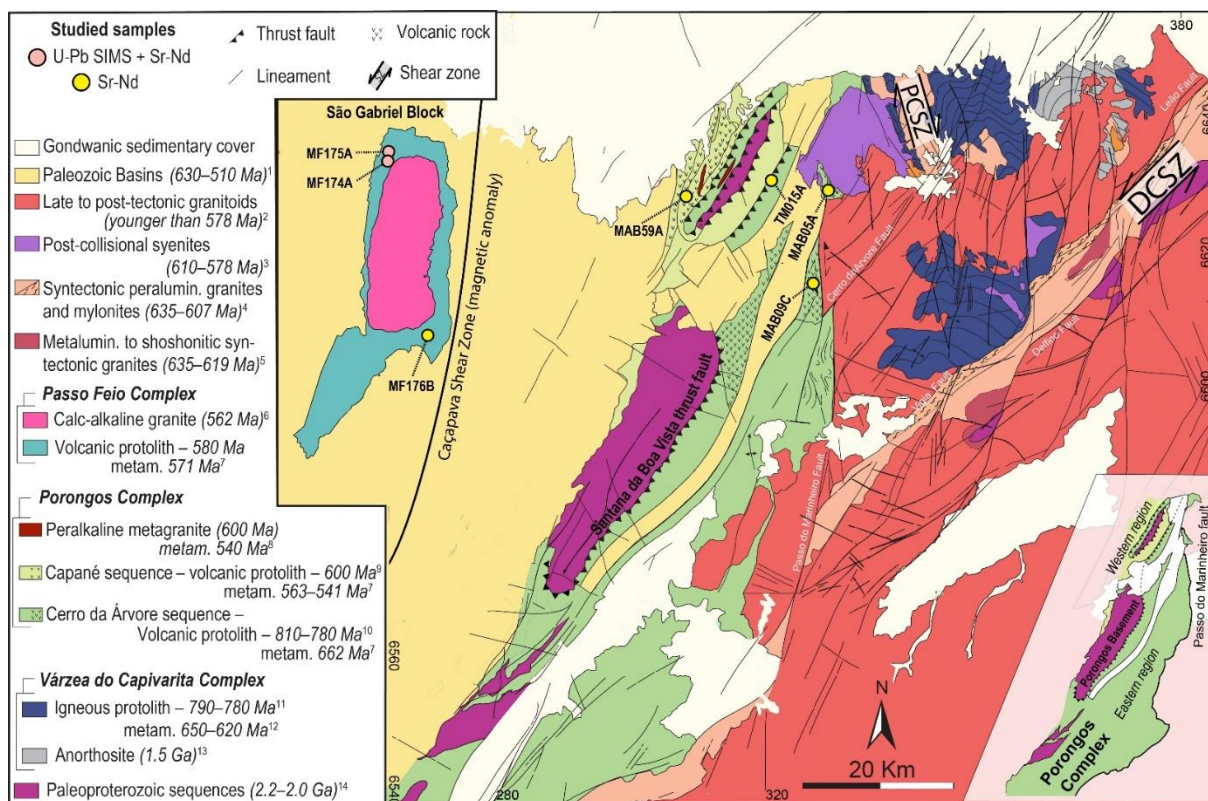 Studied samples
U-Pb SIMS + Sr-Nd
Sr-Nd
Thrust fault
Volcanic rock
Lineament
Shear zone
Gondwanic sedimentary cover
Paleozoic Basins (630–510 Ma)¹
Late to post-tectonic granitoids
(younger than 578 Ma)²
Post-collisional syenites
(610–578 Ma)³
Syntectonic peralumin. granites
and mylonites (635–607 Ma)⁴
Metalumin. to shoshonitic syn-
tectonic granites (635–619 Ma)⁵
Passo Feio Complex
Calc-alkaline granite (562 Ma)⁶
Volcanic protolith – 580 Ma
metam. 571 Ma⁷
Porongos Complex
Peralkaline metagranite (600 Ma)
metam. 540 Ma⁸
Capané sequence – volcanic protolith – 600 Ma⁹
metam. 563–541 Ma⁷
Cerro da Árvore sequence –
Volcanic protolith – 810–780 Ma¹⁰
metam. 662 Ma⁷
Várzea do Capivarita Complex
Igneous protolith – 790–780 Ma¹¹
metam. 650–620 Ma¹²
Anorthosite (1.5 Ga)¹³
Paleoproterozoic sequences (2.2–2.0 Ga)¹⁴
São Gabriel Block
MF175A
MF174A
MF176B
Caçapava Shear Zone (magnetic anomaly)
MAB59A
TM015A
MAB05A
MAB09C
Santana da Boa Vista thrust fault
PCSZ
DCSZ
Leão Fault
Cerro da Árvore Fault
Delfino Fault
Fault
Passo do Marinheiro Fault
380
6640
6620
6600
6560
6540
280
320
N
20 Km
Western region
Porongos Basement
Eastern region
Passo do Marinheiro fault
Porongos
Complex